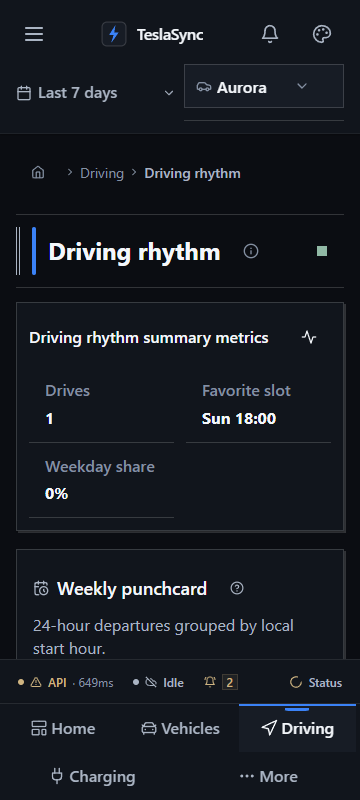 TeslaSync
Last 7 days
Aurora
Driving
Driving rhythm
Driving rhythm
Driving rhythm summary metrics
Drives
Favorite slot
1
Sun 18:00
Weekday share
0%
Weekly punchcard
24-hour departures grouped by local
start hour.
API · 649ms
Idle
2
Status
Home
Vehicles
Driving
Charging
More